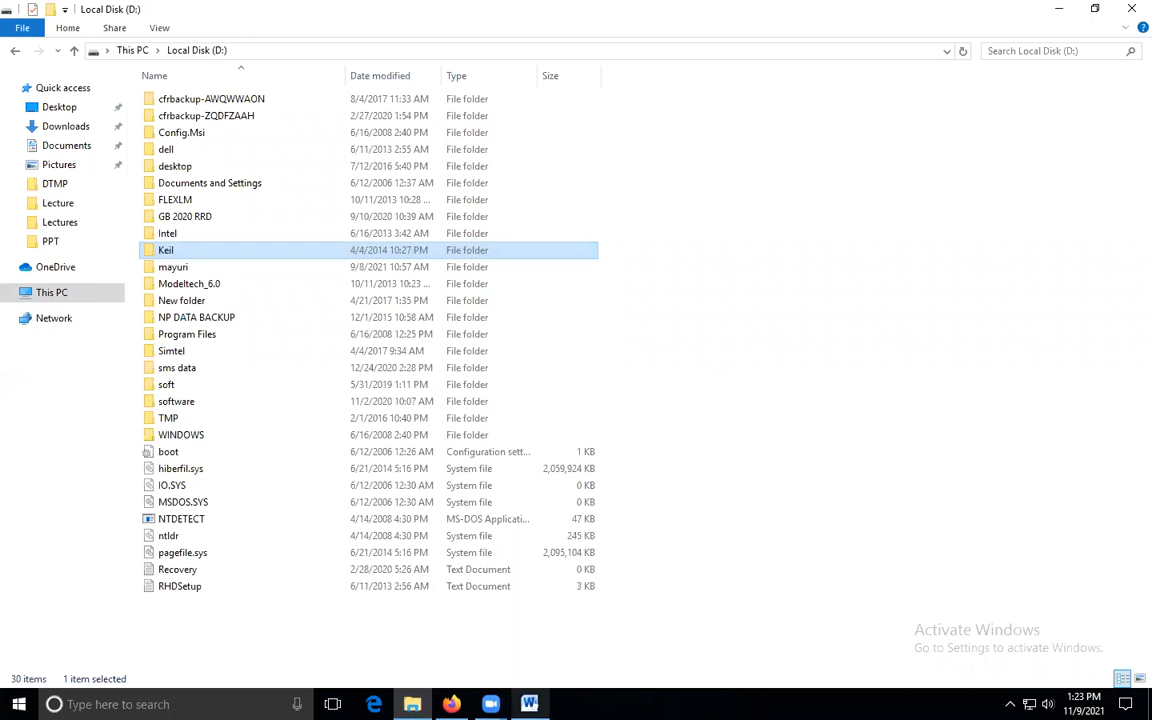 Local Disk (D:)
File Home Share View
This PC Local Disk (D:) Search Local Disk (D:)
Name Date modified Type Size
Quick access
Desktop
Downloads
Documents
Pictures
DTMP
Lecture
Lectures
PPT
OneDrive
This PC
Network
cfrbackup-AWQWWAON 8/4/2017 11:33 AM File folder
cfrbackup-ZQDFZAAH 2/27/2020 1:54 PM File folder
Config.Msi 6/16/2008 2:40 PM File folder
dell 6/11/2013 2:55 AM File folder
desktop 7/12/2016 5:40 PM File folder
Documents and Settings 6/12/2006 12:37 AM File folder
FLEXLM 10/11/2013 10:28 ... File folder
GB 2020 RRD 9/10/2020 10:39 AM File folder
Intel 6/16/2013 3:42 AM File folder
Keil 4/4/2014 10:27 PM File folder
mayuri 9/8/2021 10:57 AM File folder
Modeltech_6.0 10/11/2013 10:23 ... File folder
New folder 4/21/2017 1:35 PM File folder
NP DATA BACKUP 12/1/2015 10:58 AM File folder
Program Files 6/16/2008 12:25 PM File folder
Simtel 4/4/2017 9:34 AM File folder
sms data 12/24/2020 2:28 PM File folder
soft 5/31/2019 1:11 PM File folder
software 11/2/2020 10:07 AM File folder
TMP 2/1/2016 10:40 PM File folder
WINDOWS 6/16/2008 2:40 PM File folder
boot 6/12/2006 12:26 AM Configuration sett... 1 KB
hiberfil.sys 6/21/2014 5:16 PM System file 2,059,924 KB
IO.SYS 6/12/2006 12:30 AM System file 0 KB
MSDOS.SYS 6/12/2006 12:30 AM System file 0 KB
NTDETECT 4/14/2008 4:30 PM MS-DOS Applicati... 47 KB
ntldr 4/14/2008 4:30 PM System file 245 KB
pagefile.sys 6/21/2014 5:16 PM System file 2,095,104 KB
Recovery 2/28/2020 5:26 AM Text Document 0 KB
RHDSetup 6/11/2013 2:56 AM Text Document 3 KB
Activate Windows
Go to Settings to activate Windows.
30 items 1 item selected
Type here to search
1:23 PM
11/9/2021